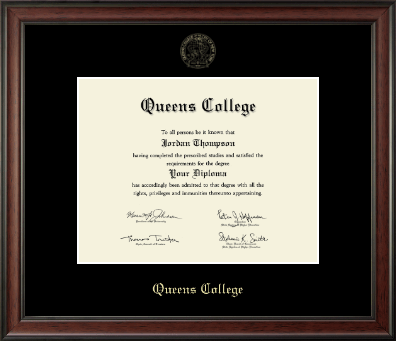 Queens College
To all persons be it known that
Jordan Thompson
having completed the prescribed studies and satisfied the
requirements for the degree
Your Diploma
has accordingly been admitted to that degree with all the
rights, privileges and immunities thereunto appertaining.
Queens College